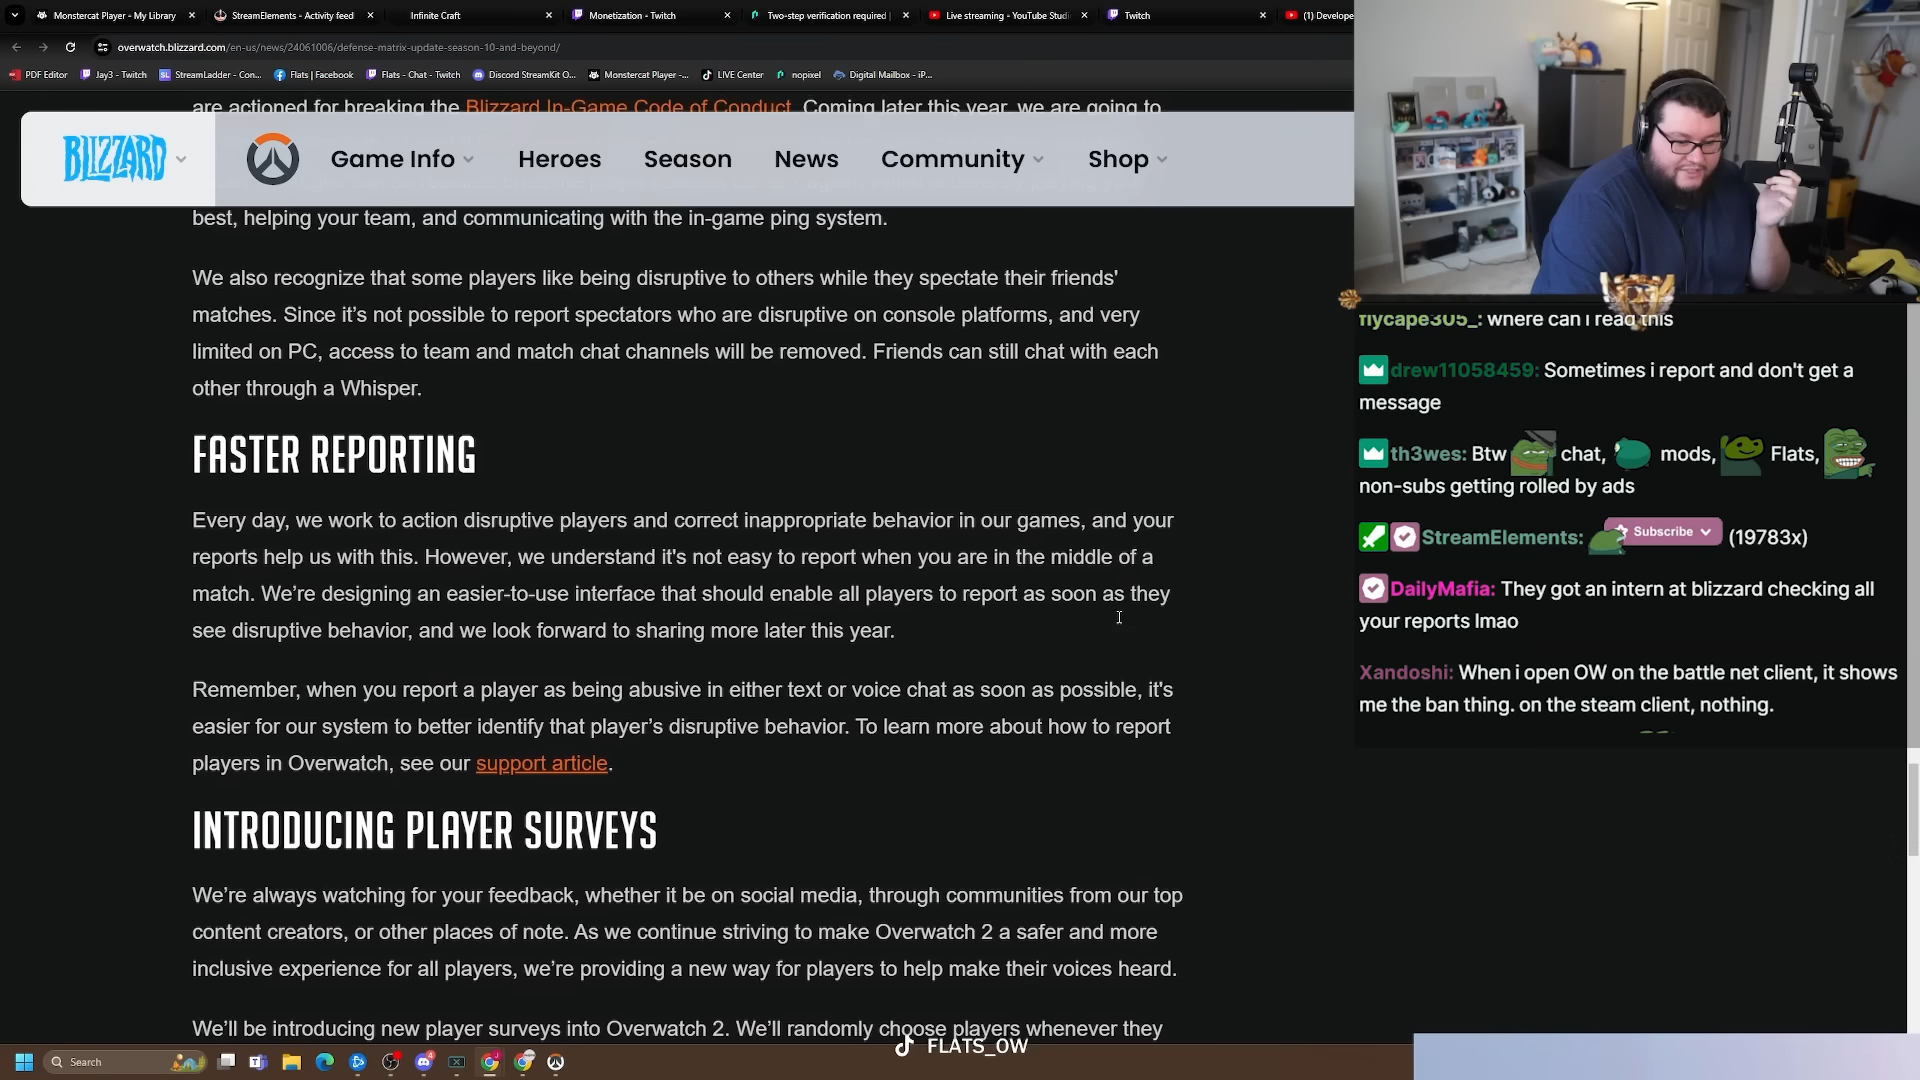 Monstercat Player - My Library
StreamElements - Activity feed
Infinite Craft
Monetization - Twitch
Two-step verification required |
Live streaming - YouTube Studi
Twitch
(1) Develope
overwatch.blizzard.com/en-us/news/24061006/defense-matrix-update-season-10-and-beyond/
PDF Editor
Jay3 - Twitch
StreamLadder - Con...
Flats | Facebook
Flats - Chat - Twitch
Discord StreamKit O...
Monstercat Player -...
LIVE Center
nopixel
Digital Mailbox - iP...
are actioned for breaking the Blizzard In-Game Code of Conduct. Coming later this year, we are going to
BLIZZARD
Game Info
Heroes
Season
News
Community
Shop
best, helping your team, and communicating with the in-game ping system.
We also recognize that some players like being disruptive to others while they spectate their friends'
matches. Since it’s not possible to report spectators who are disruptive on console platforms, and very
limited on PC, access to team and match chat channels will be removed. Friends can still chat with each
other through a Whisper.
FASTER REPORTING
Every day, we work to action disruptive players and correct inappropriate behavior in our games, and your
reports help us with this. However, we understand it's not easy to report when you are in the middle of a
match. We’re designing an easier-to-use interface that should enable all players to report as soon as they
see disruptive behavior, and we look forward to sharing more later this year.
Remember, when you report a player as being abusive in either text or voice chat as soon as possible, it's
easier for our system to better identify that player’s disruptive behavior. To learn more about how to report
players in Overwatch, see our support article.
INTRODUCING PLAYER SURVEYS
We’re always watching for your feedback, whether it be on social media, through communities from our top
content creators, or other places of note. As we continue striving to make Overwatch 2 a safer and more
inclusive experience for all players, we’re providing a new way for players to help make their voices heard.
We’ll be introducing new player surveys into Overwatch 2. We’ll randomly choose players whenever they
flycape305_: where can i read this
drew11058459: Sometimes i report and don't get a
message
th3wes: Btw chat, mods, Flats,
non-subs getting rolled by ads
StreamElements: Subscribe (19783x)
DailyMafia: They got an intern at blizzard checking all
your reports lmao
Xandoshi: When i open OW on the battle net client, it shows
me the ban thing. on the steam client, nothing.
FLATS_OW
Search